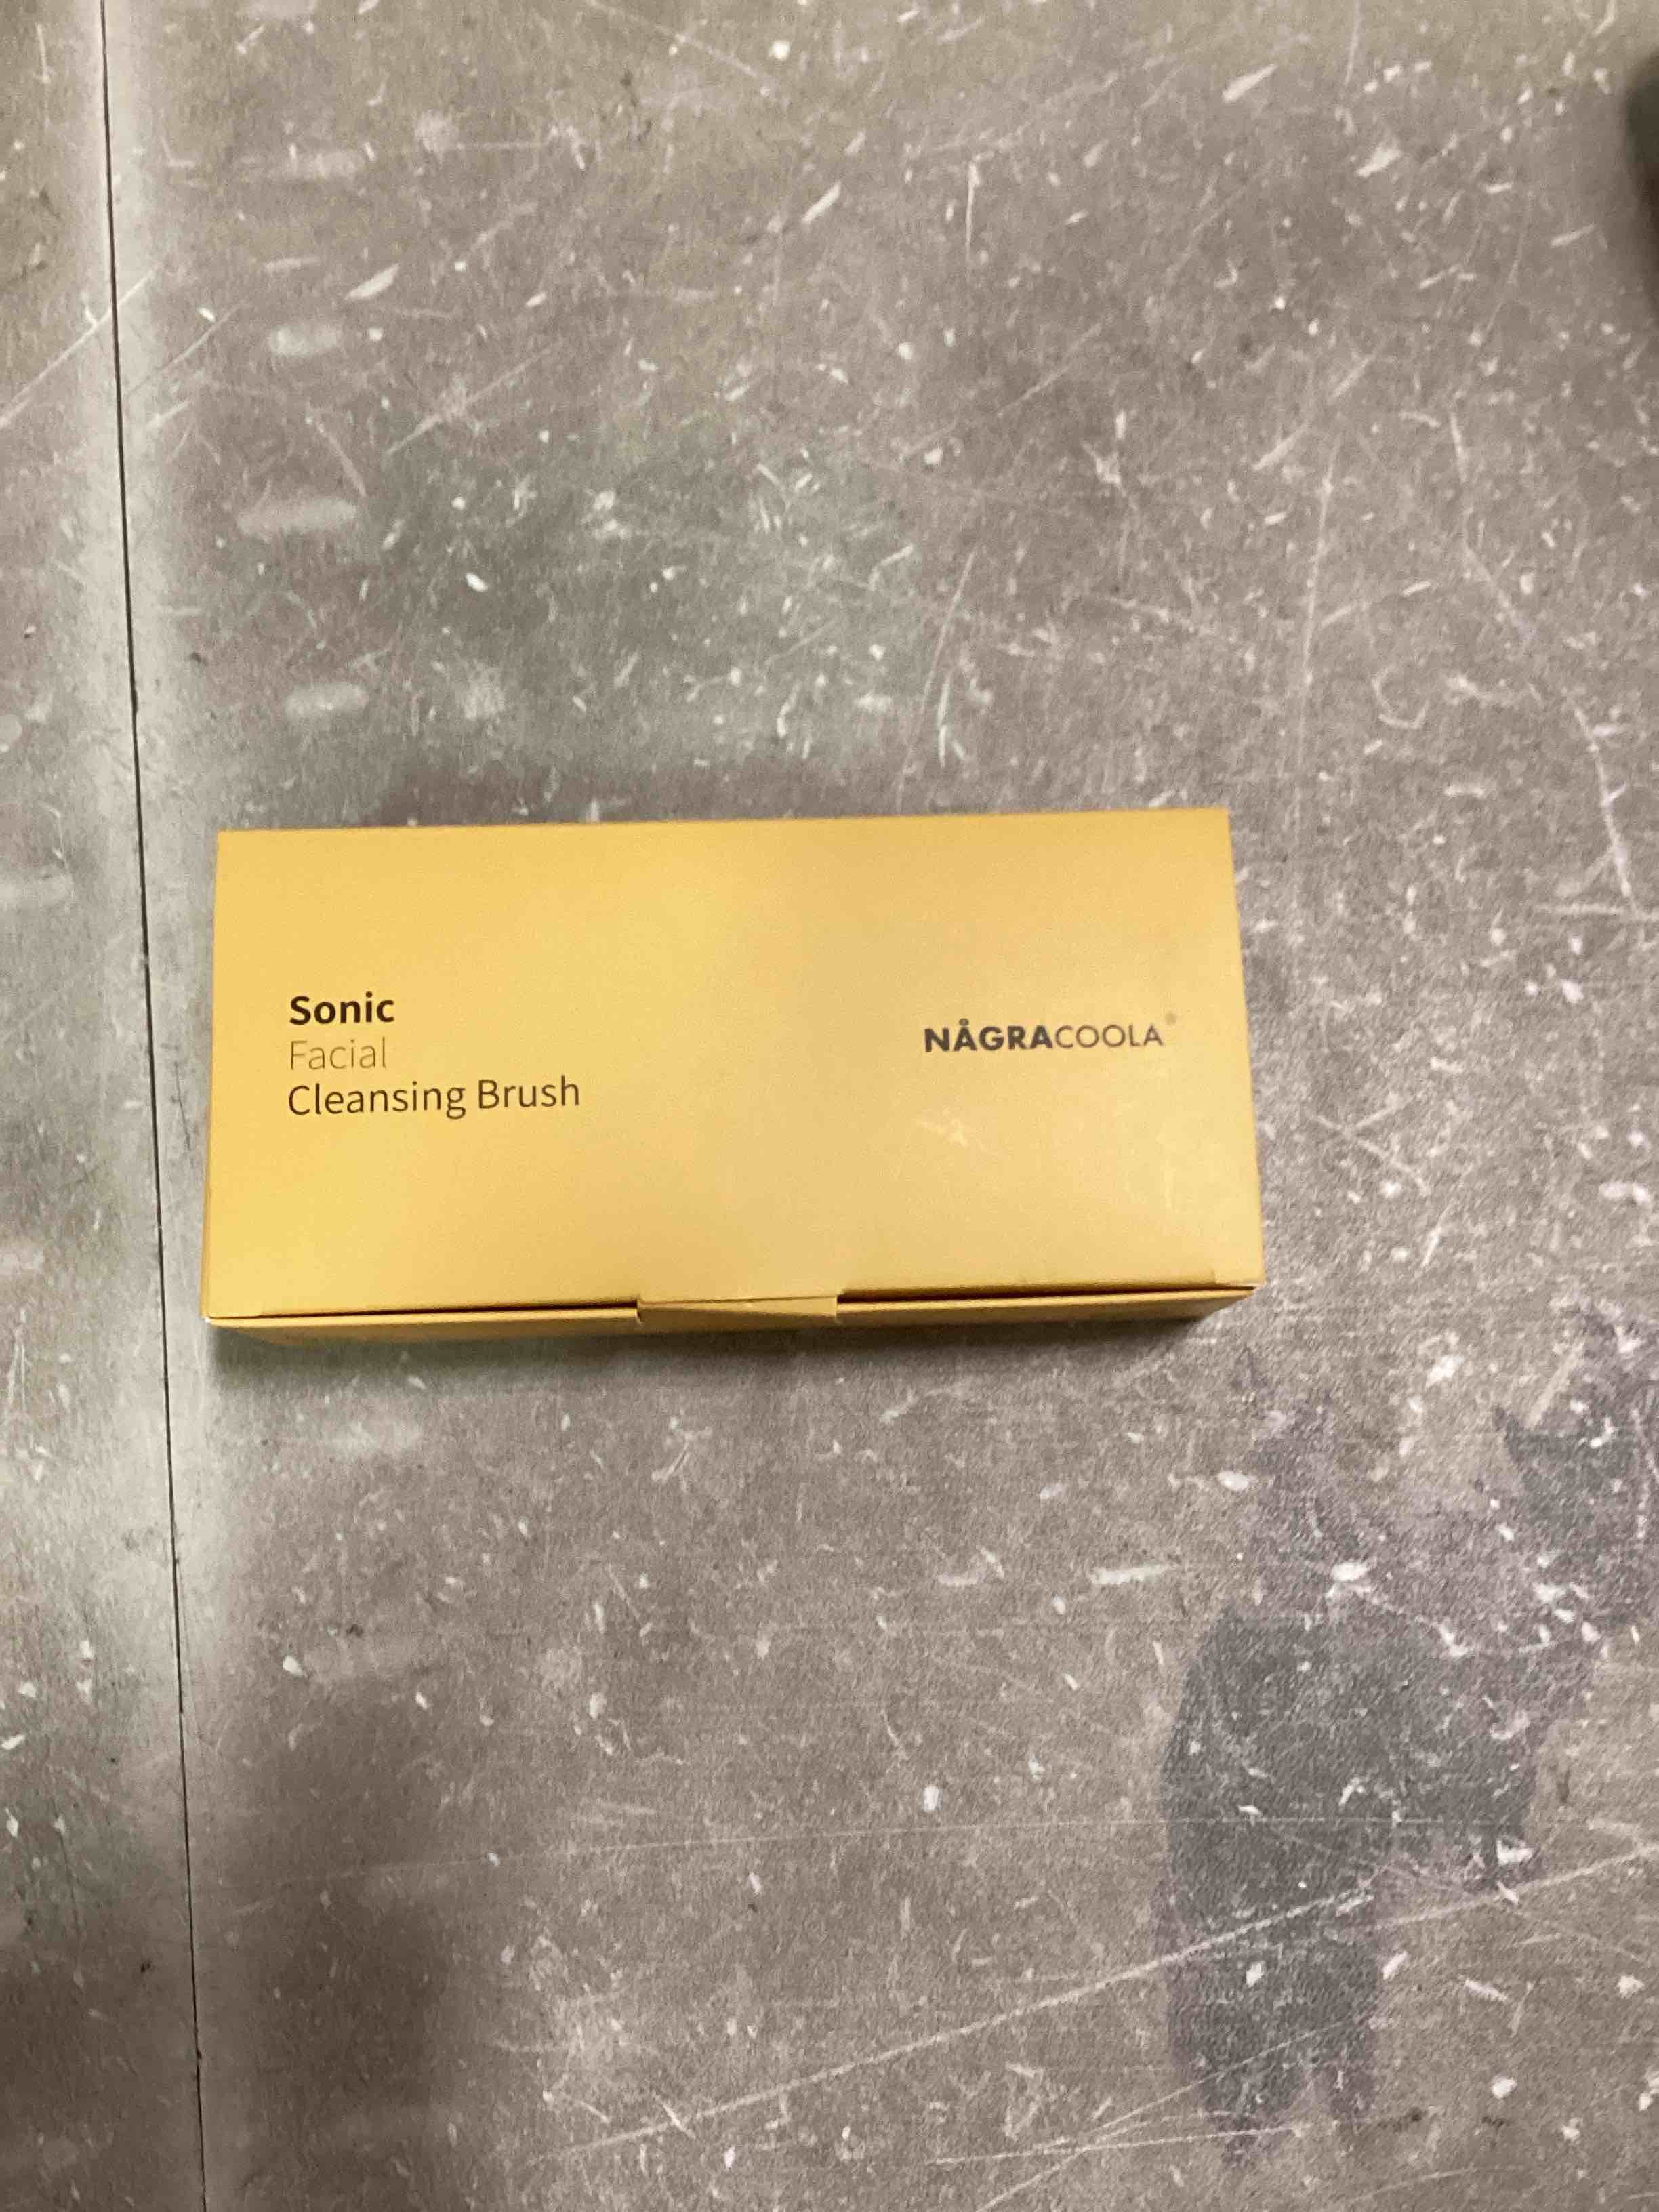 Sonic
Facial
Cleansing Brush
NÅGRACOOLA®